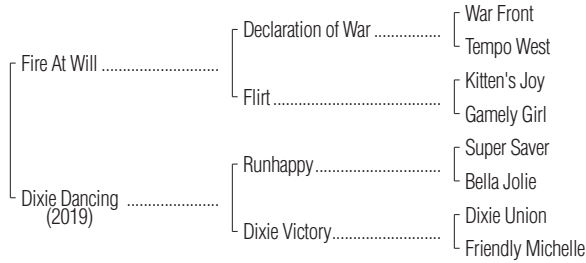 War Front
Declaration of War
Tempo West
Fire At Will
Kitten's Joy
Flirt
Gamely Girl
Super Saver
Runhappy
Bella Jolie
Dixie Dancing
(2019)
Dixie Union
Dixie Victory
Friendly Michelle